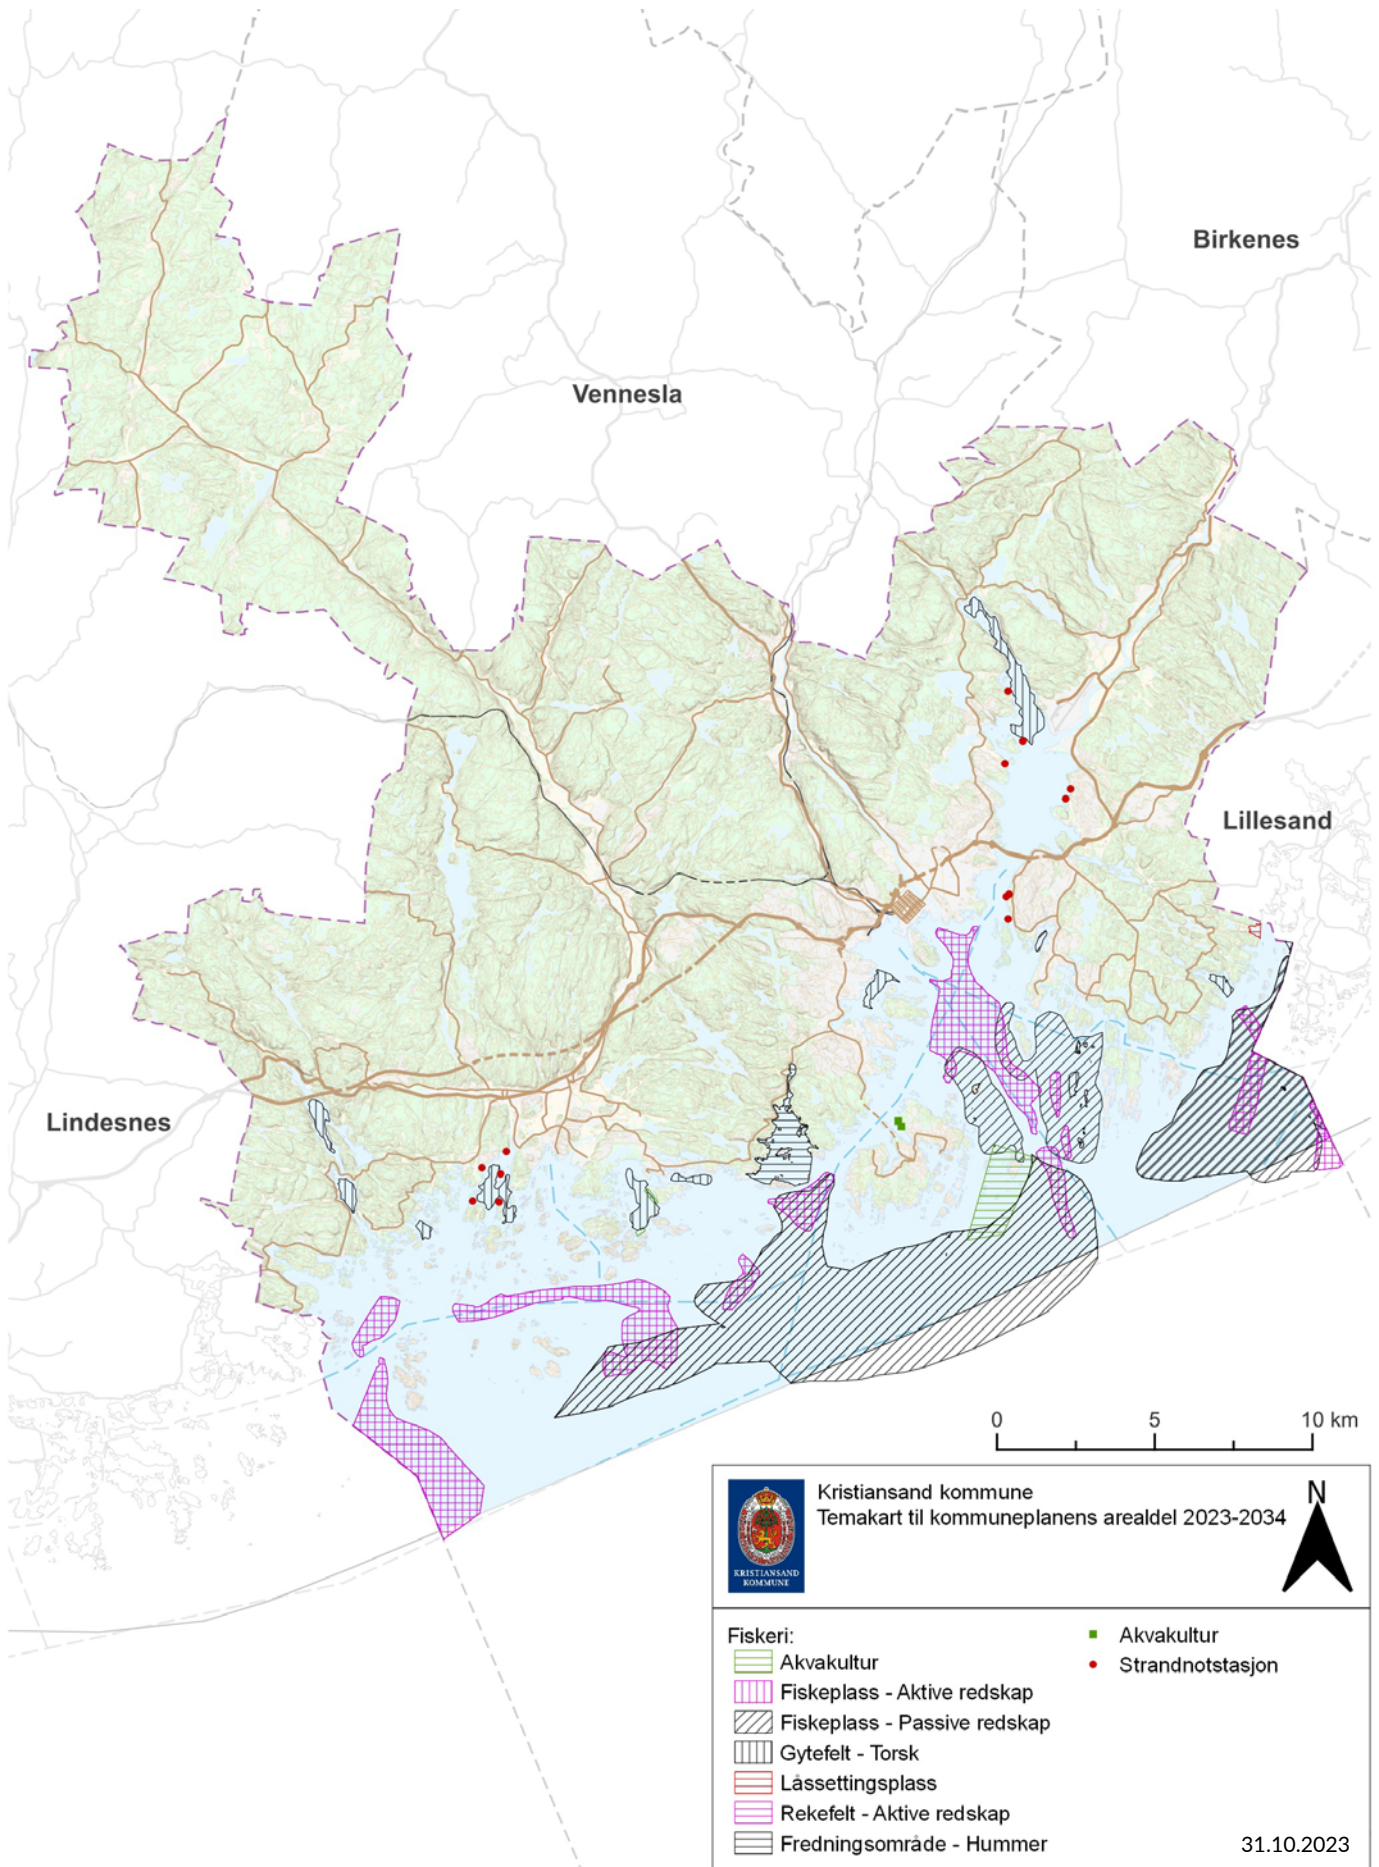 Birkenes
Vennesla
Lillesand
Lindesnes
0 5 10 km
Kristiansand kommune
Temakart til kommuneplanens arealdel 2023-2034
N
KRISTIANSAND
KOMMUNE
Fiskeri:
Akvakultur
Fiskeplass - Aktive redskap
Fiskeplass - Passive redskap
Gytefelt - Torsk
Låssettingsplass
Rekefelt - Aktive redskap
Fredningsområde - Hummer
Akvakultur
Strandnotstasjon
31.10.2023